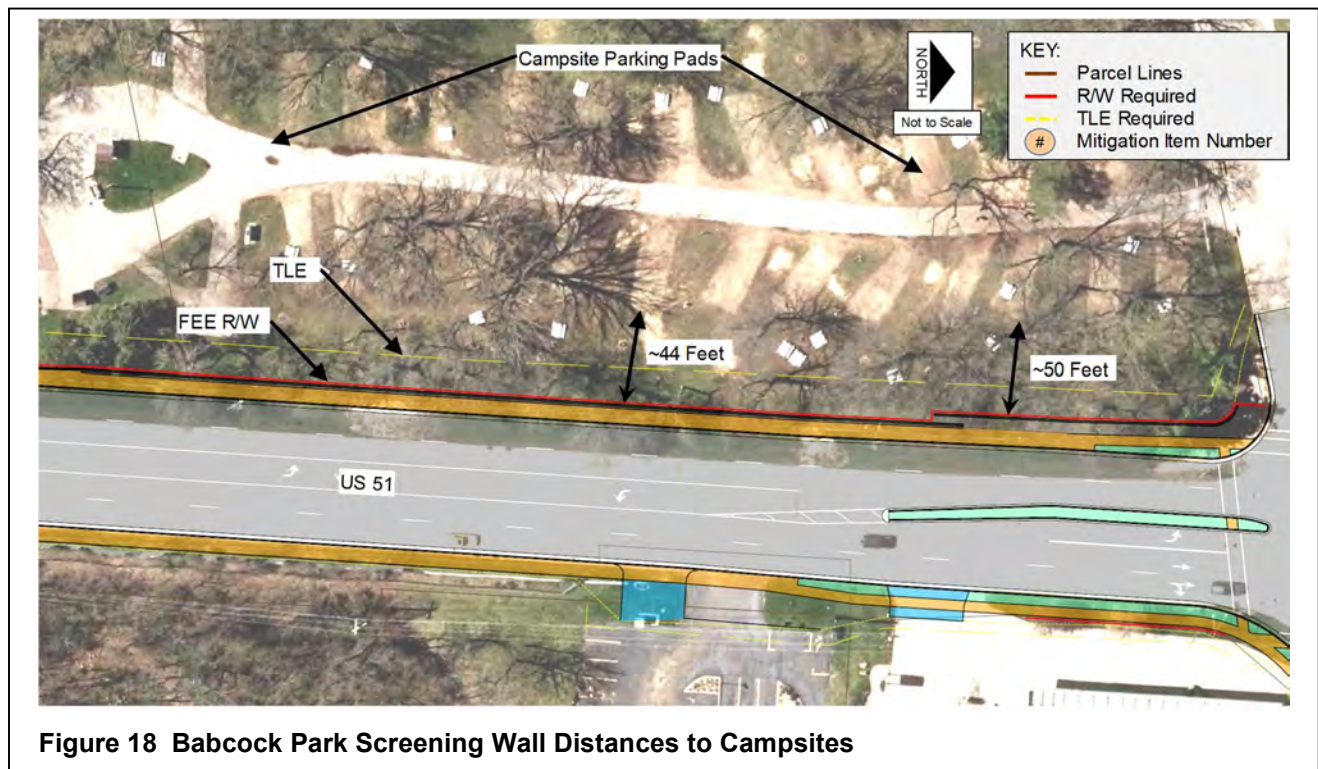 Campsite Parking Pads
NORTH
Not to Scale
KEY:
Parcel Lines
R/W Required
TLE Required
# Mitigation Item Number
TLE
FEE R/W
~44 Feet
~50 Feet
US 51
Figure 18 Babcock Park Screening Wall Distances to Campsites